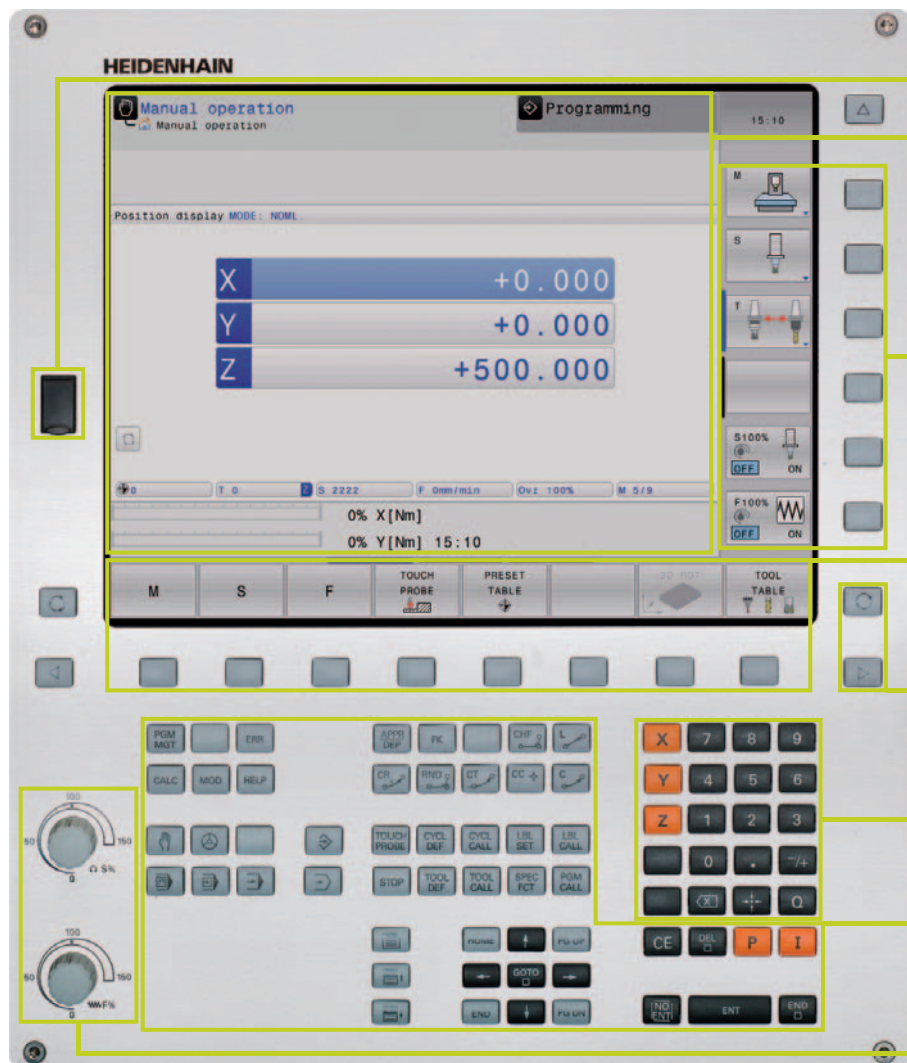 HEIDENHAIN
Manual operation
Manual operation
Programming
15:10
Position display MODE: NOML.
X +0.000
Y +0.000
Z +500.000
M
S
T
S100%
OFF ON
F100%
OFF ON
0 T 0 Z S 2222 F 0mm/min Ovr 100% M 5/9
0% X[Nm]
0% Y[Nm] 15:10
M S F TOUCH PROBE PRESET TABLE 3D ROT TOOL TABLE
PGM MGT ERR APPR DEP FK CHF L X 7 8 9
CALC MOD HELP CR RND CT CC C Y 4 5 6
100
50 150
0
S%
TOUCH PROBE CYCL DEF CYCL CALL LBL SET LBL CALL Z 1 2 3
0 . -/+
STOP TOOL DEF TOOL CALL SPEC FCT PGM CALL X Q
HOME PG UP CE DEL P I
GOTO
END PG DN NO ENT ENT END
100
50 150
0
F%